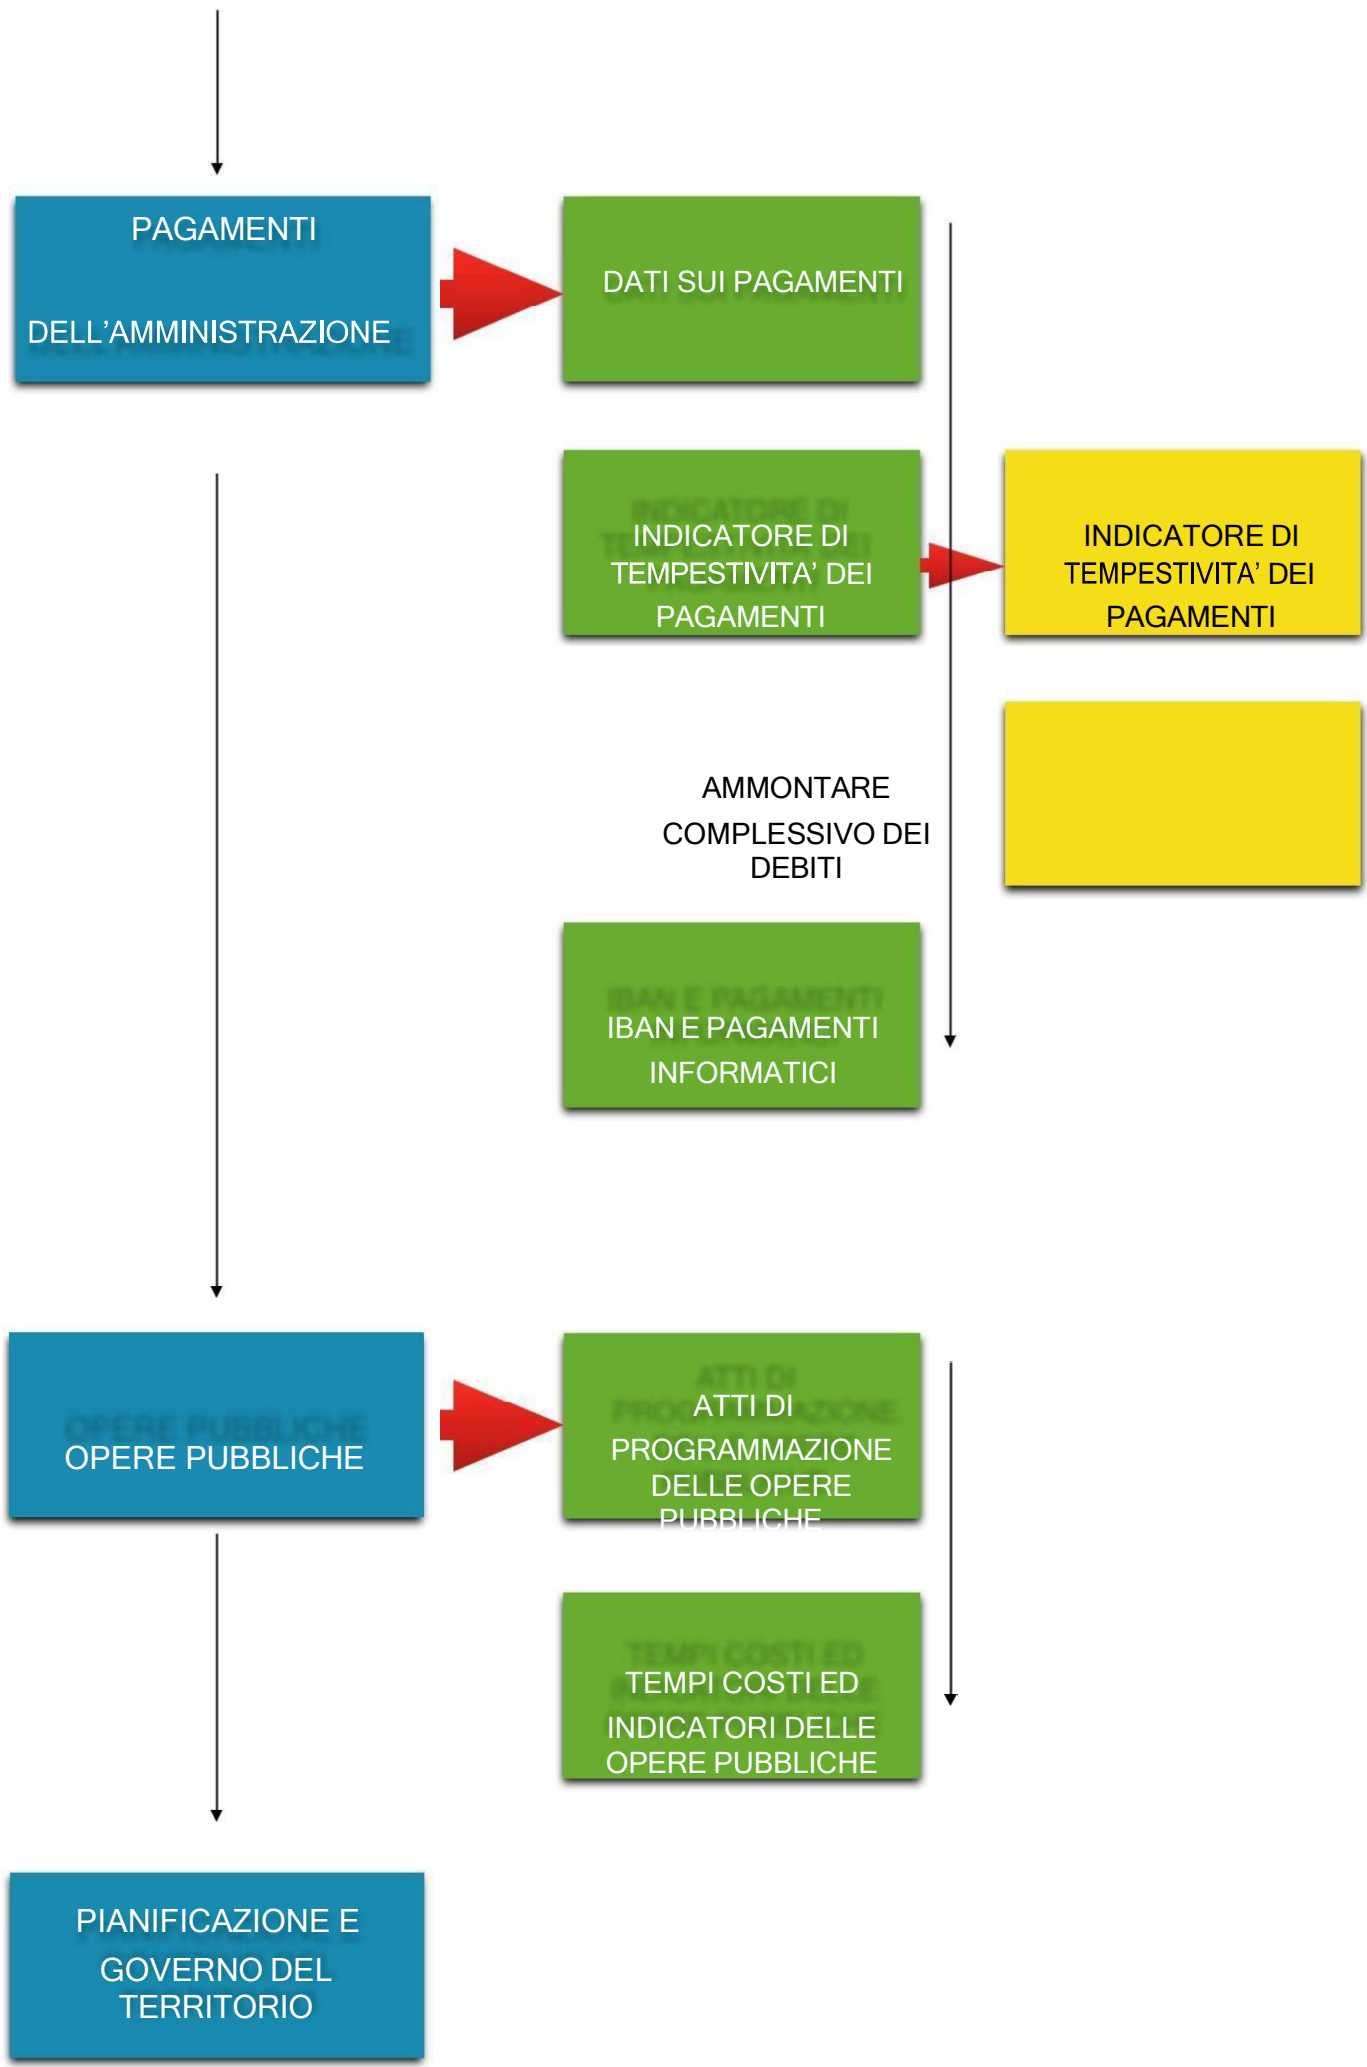 PAGAMENTI
DELL’AMMINISTRAZIONE
DATI SUI PAGAMENTI
INDICATORE DI
TEMPESTIVITA’ DEI
PAGAMENTI
INDICATORE DI
TEMPESTIVITA’ DEI
PAGAMENTI
AMMONTARE
COMPLESSIVO DEI
DEBITI
IBAN E PAGAMENTI
INFORMATICI
OPERE PUBBLICHE
ATTI DI
PROGRAMMAZIONE
DELLE OPERE
PUBBLICHE
TEMPI COSTI ED
INDICATORI DELLE
OPERE PUBBLICHE
PIANIFICAZIONE E
GOVERNO DEL
TERRITORIO